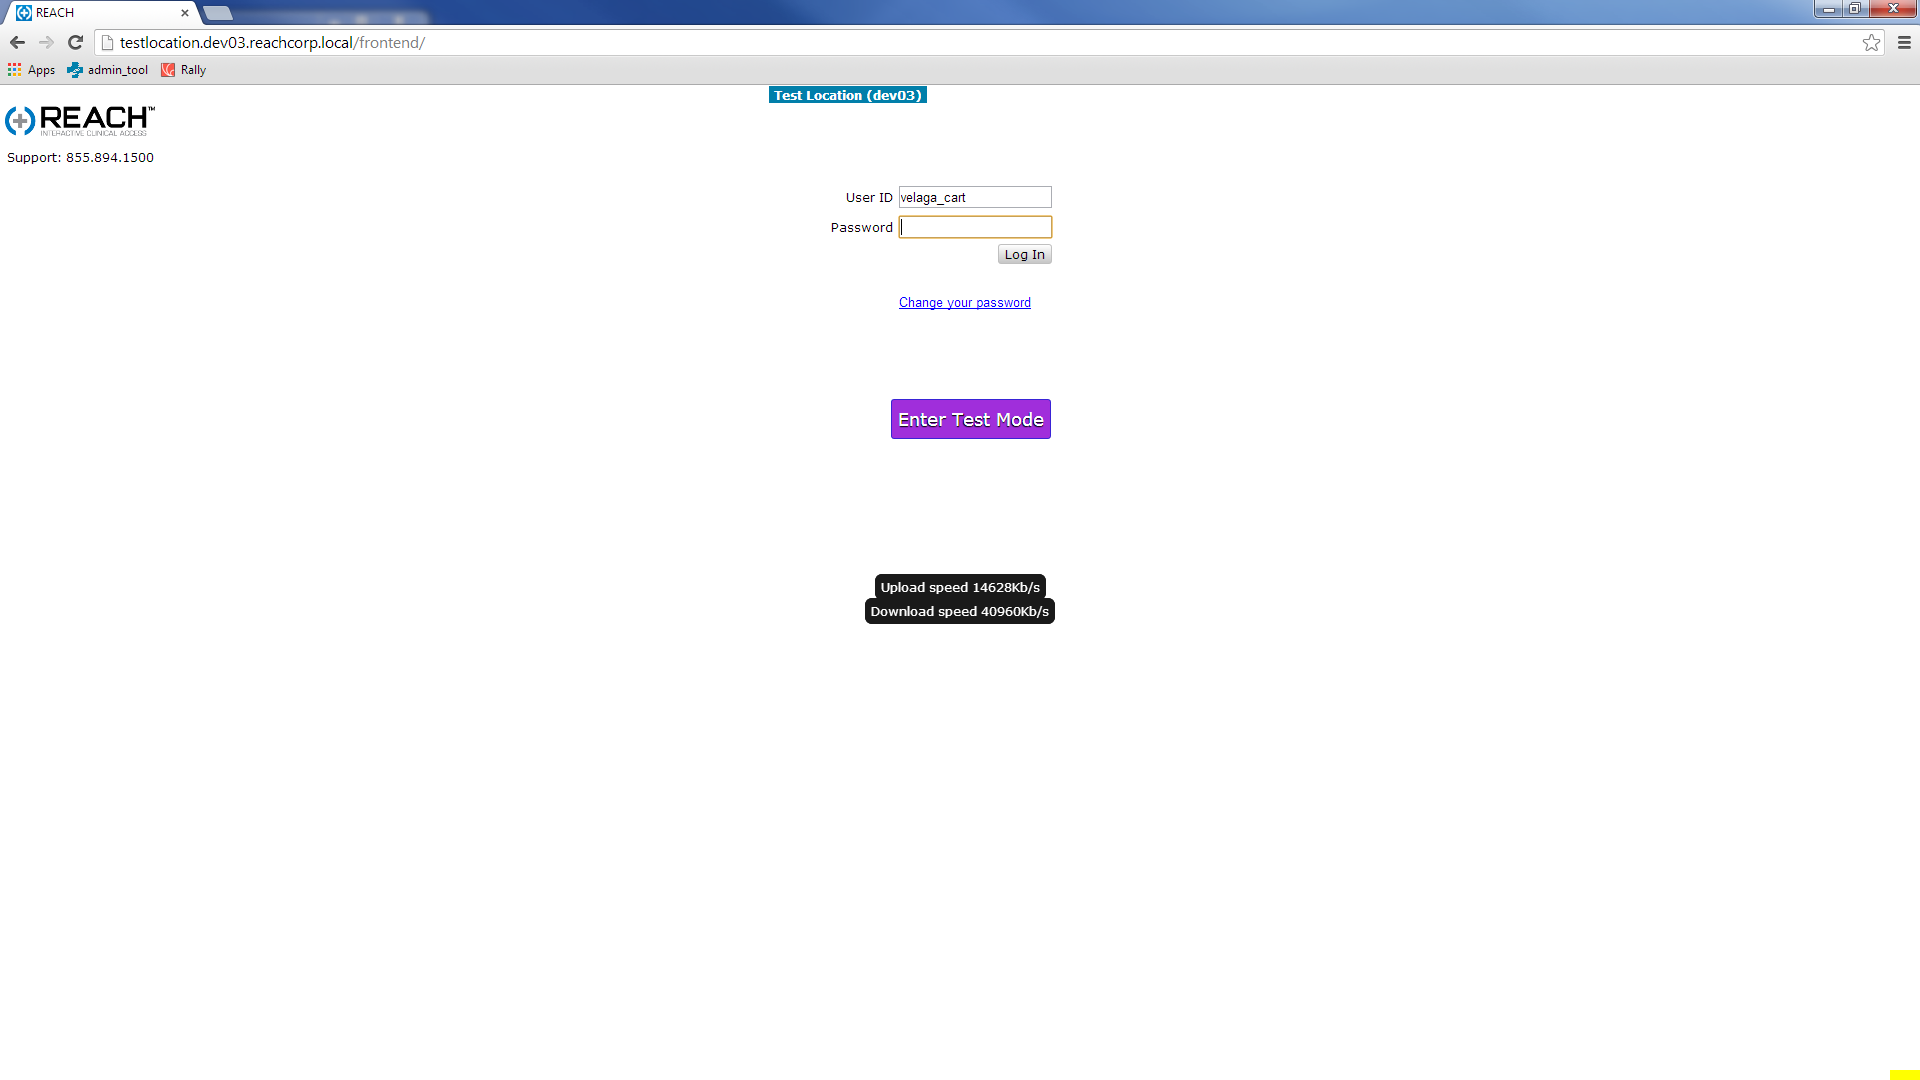 REACH
testlocation.dev03.reachcorp.local/frontend/
Apps admin_tool Rally
Test Location (dev03)
REACH™
INTERACTIVE CLINICAL ACCESS
Support: 855.894.1500
User ID velaga_cart
Password
Log In
Change your password
Enter Test Mode
Upload speed 14628Kb/s
Download speed 40960Kb/s